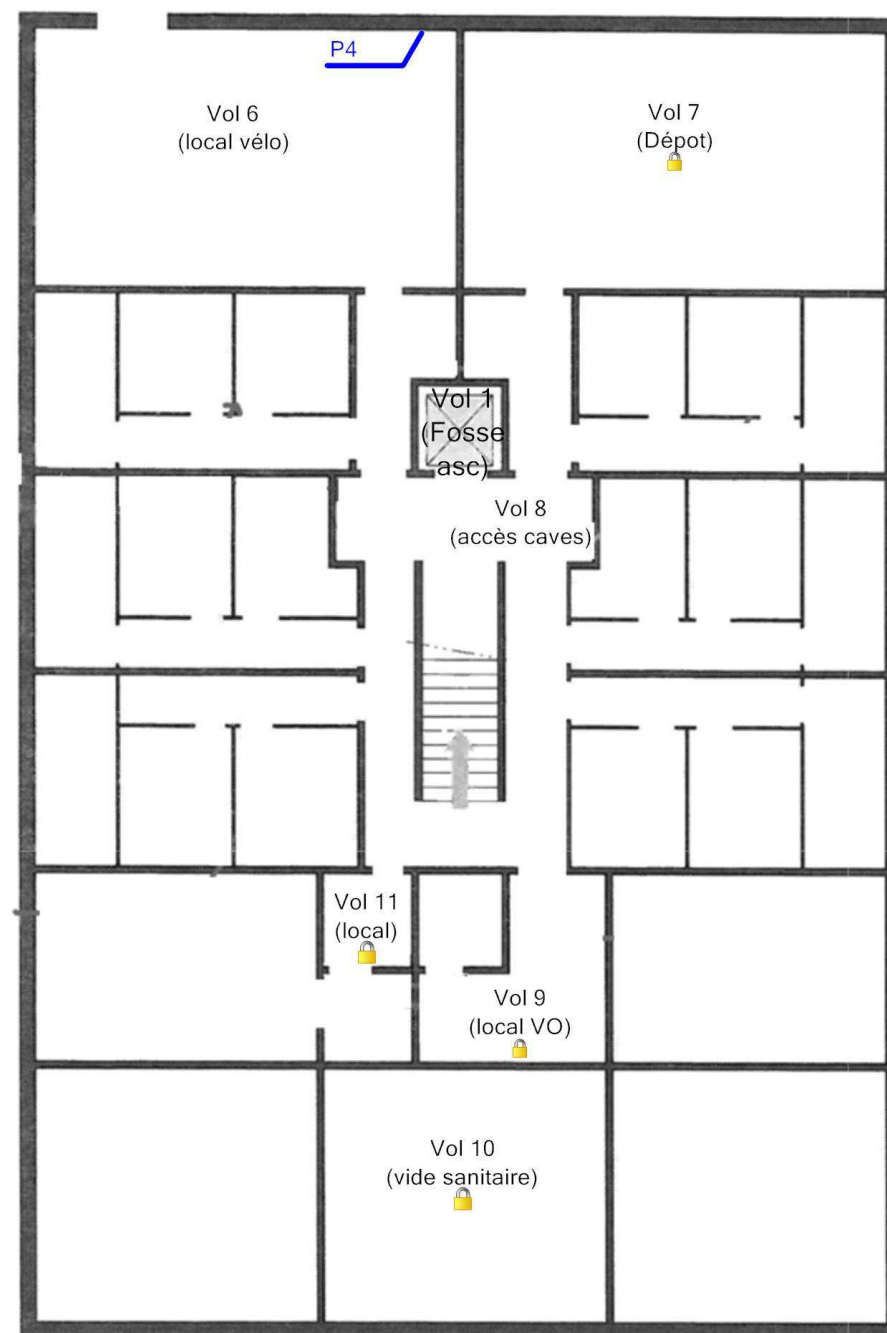 P4
Vol 6
(local vélo)
Vol 7
(Dépot)
Vol 1
(Fosse
asc)
Vol 8
(accès caves)
Vol 11
(local)
Vol 9
(local VO)
Vol 10
(vide sanitaire)